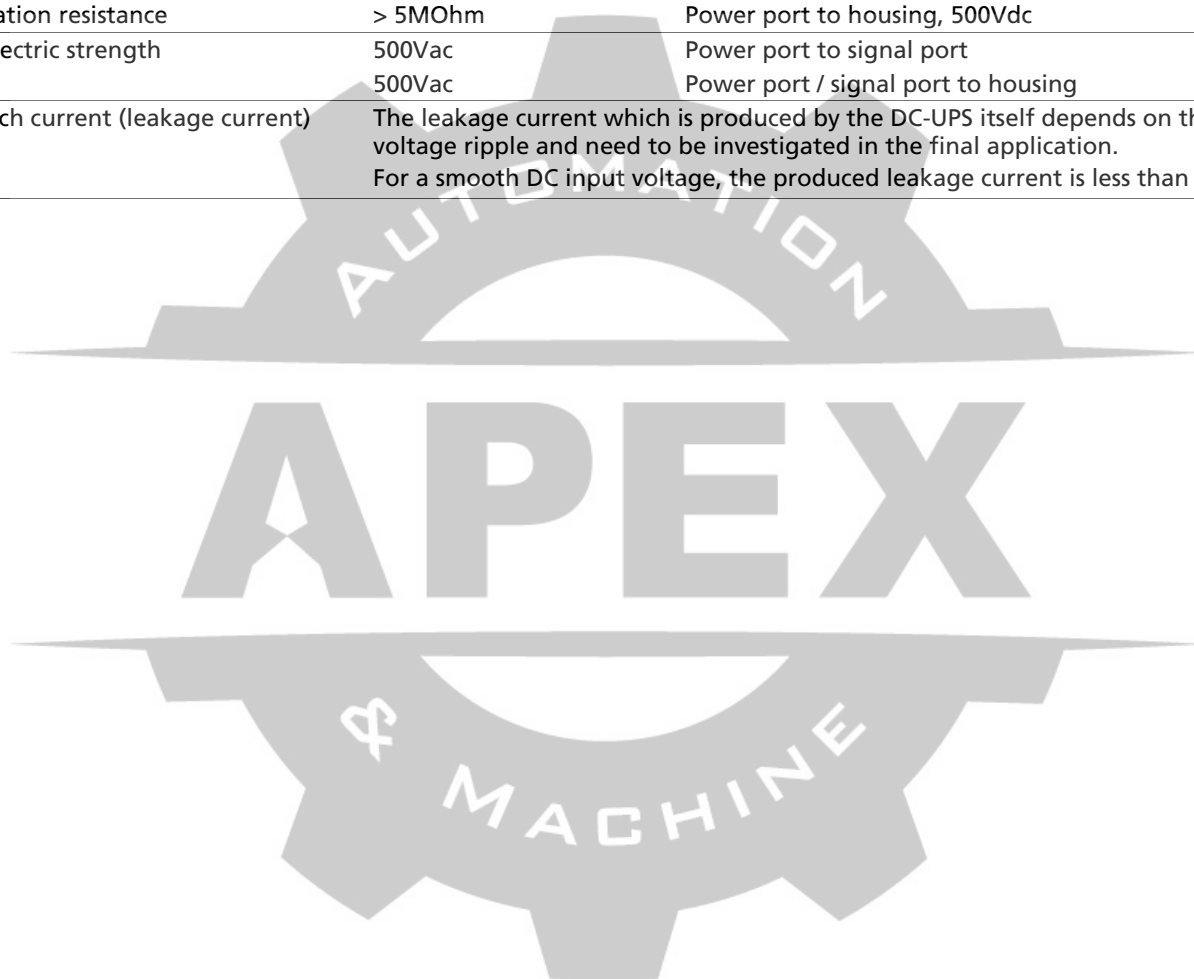 ation resistance > 5MOhm Power port to housing, 500Vdc
ectric strength 500Vac Power port to signal port
500Vac Power port / signal port to housing
ch current (leakage current) The leakage current which is produced by the DC-UPS itself depends on th
voltage ripple and need to be investigated in the final application.
For a smooth DC input voltage, the produced leakage current is less than
AUTOMATION
APEX
& MACHINE